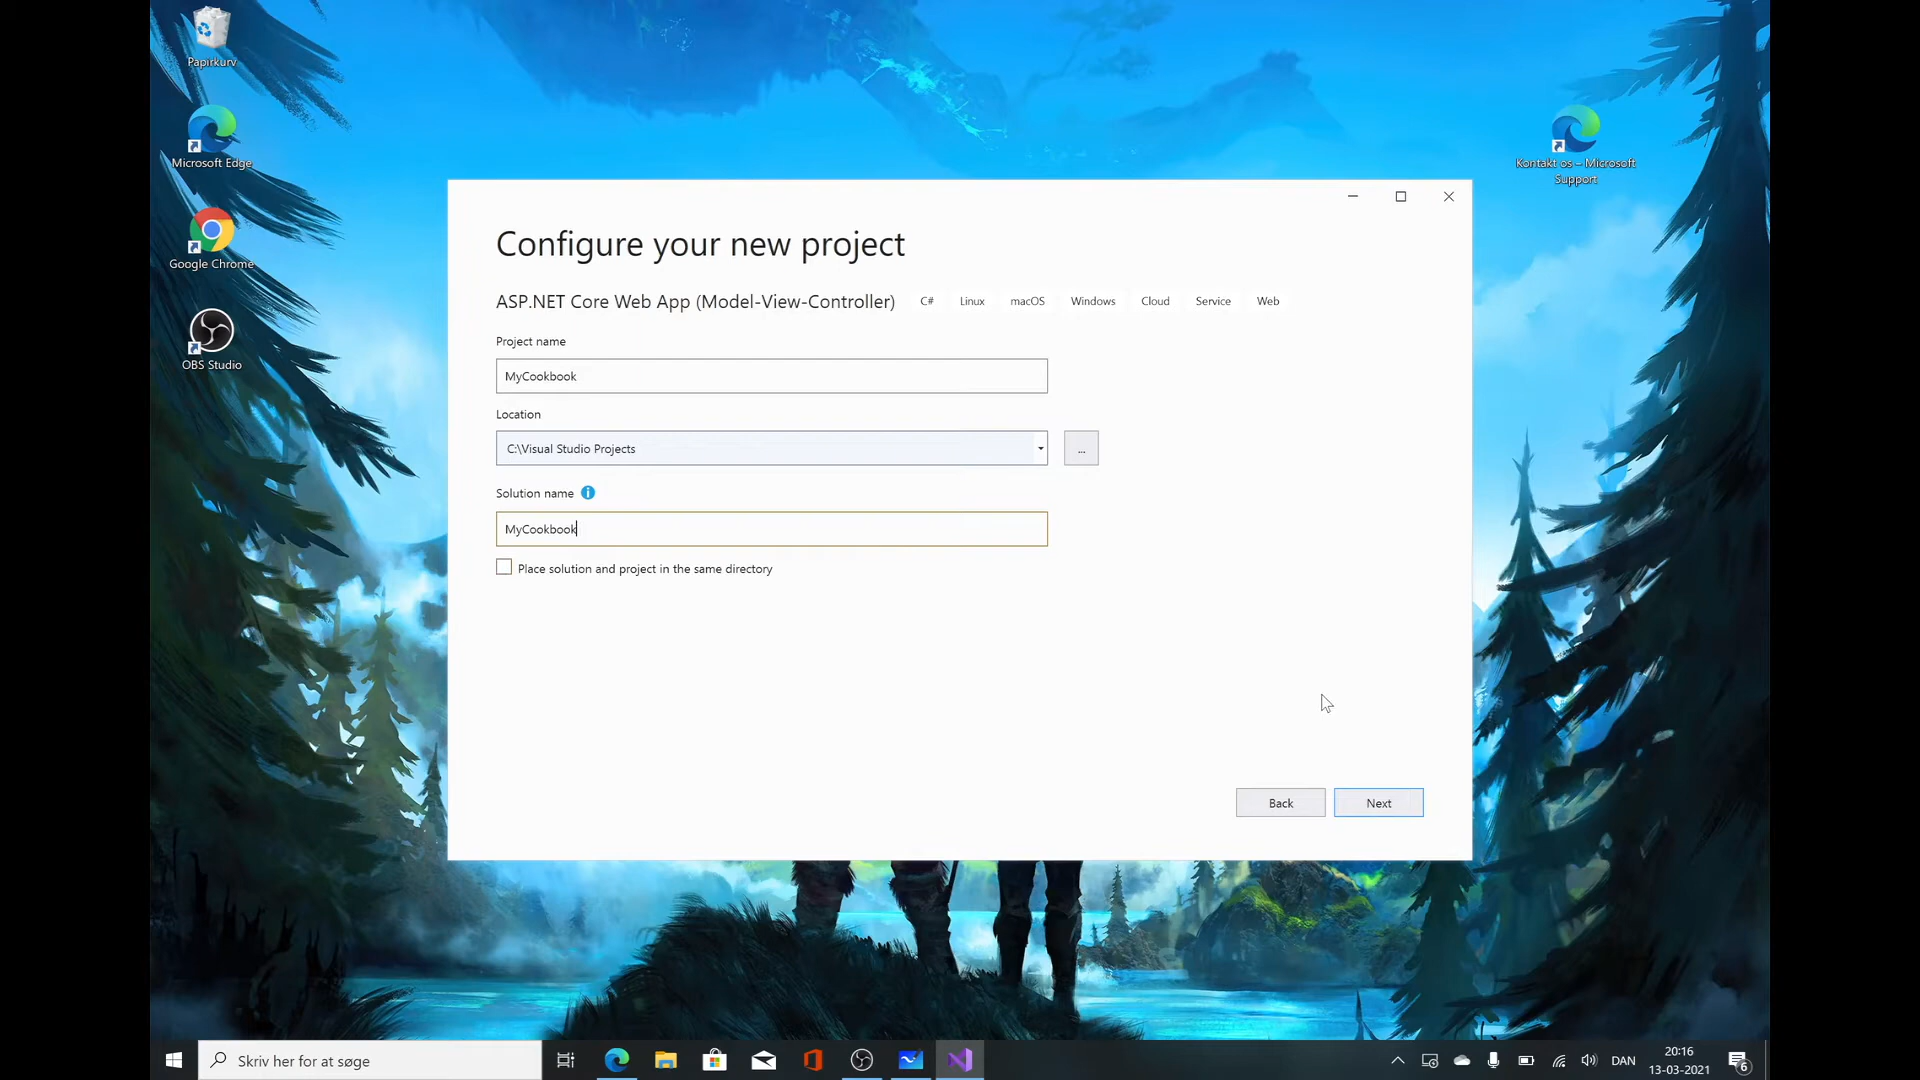 Papirkurv
Microsoft Edge
Google Chrome
OBS Studio
Kontakt os – Microsoft
Support
Configure your new project
ASP.NET Core Web App (Model-View-Controller) C# Linux macOS Windows Cloud Service Web
Project name
MyCookbook
Location
C:\Visual Studio Projects
...
Solution name
MyCookbook
Place solution and project in the same directory
Back
Next
Skriv her for at søge
DAN
20:16
13-03-2021
6